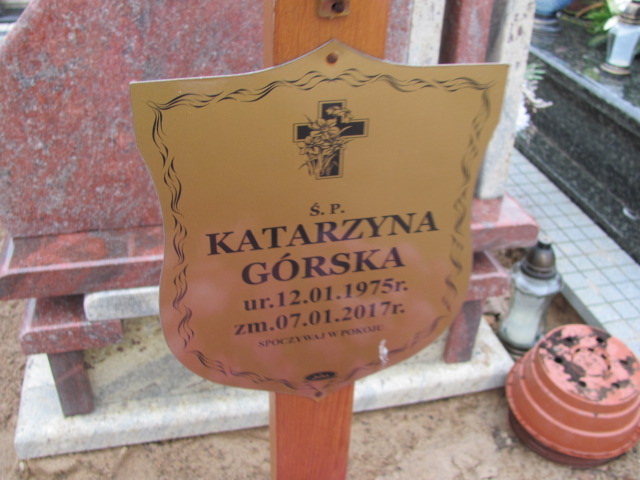 Ś. P.
KATARZYNA
GÓRSKA
ur.12.01.1975r.
zm.07.01.2017r.
SPOCZYWAJ W POKOJU